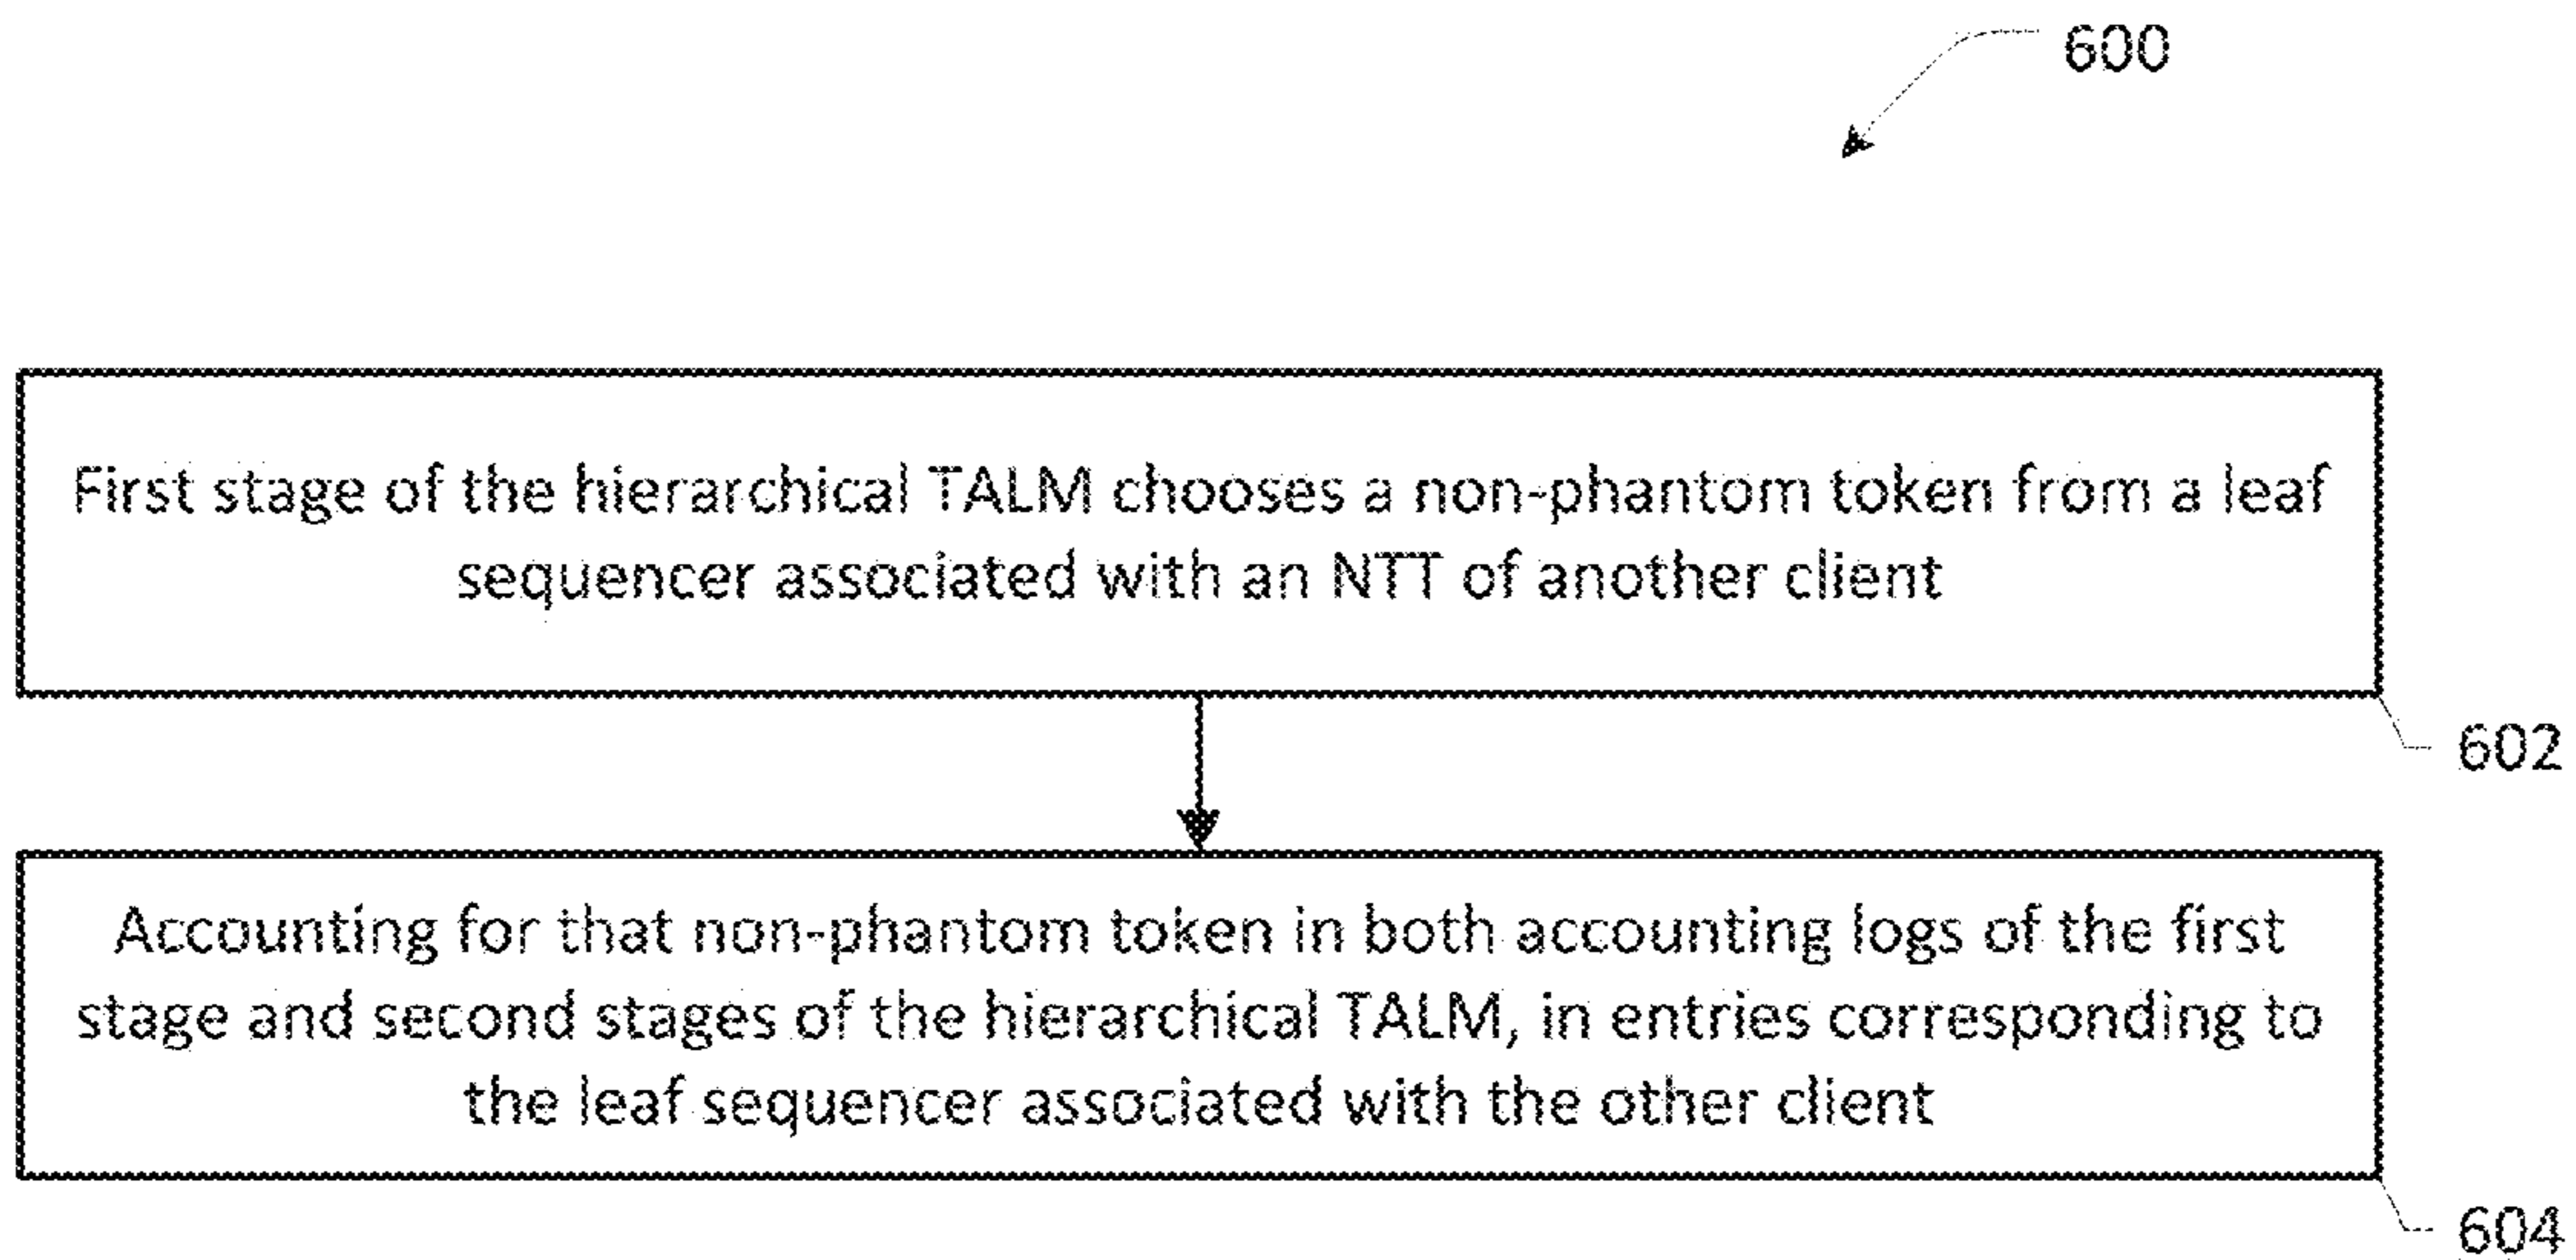 600
First stage of the hierarchical TALM chooses a non-phantom token from a leaf
sequencer associated with an NTT of another client
602
Accounting for that non-phantom token in both accounting logs of the first
stage and second stages of the hierarchical TALM, in entries corresponding to
the leaf sequencer associated with the other client
604